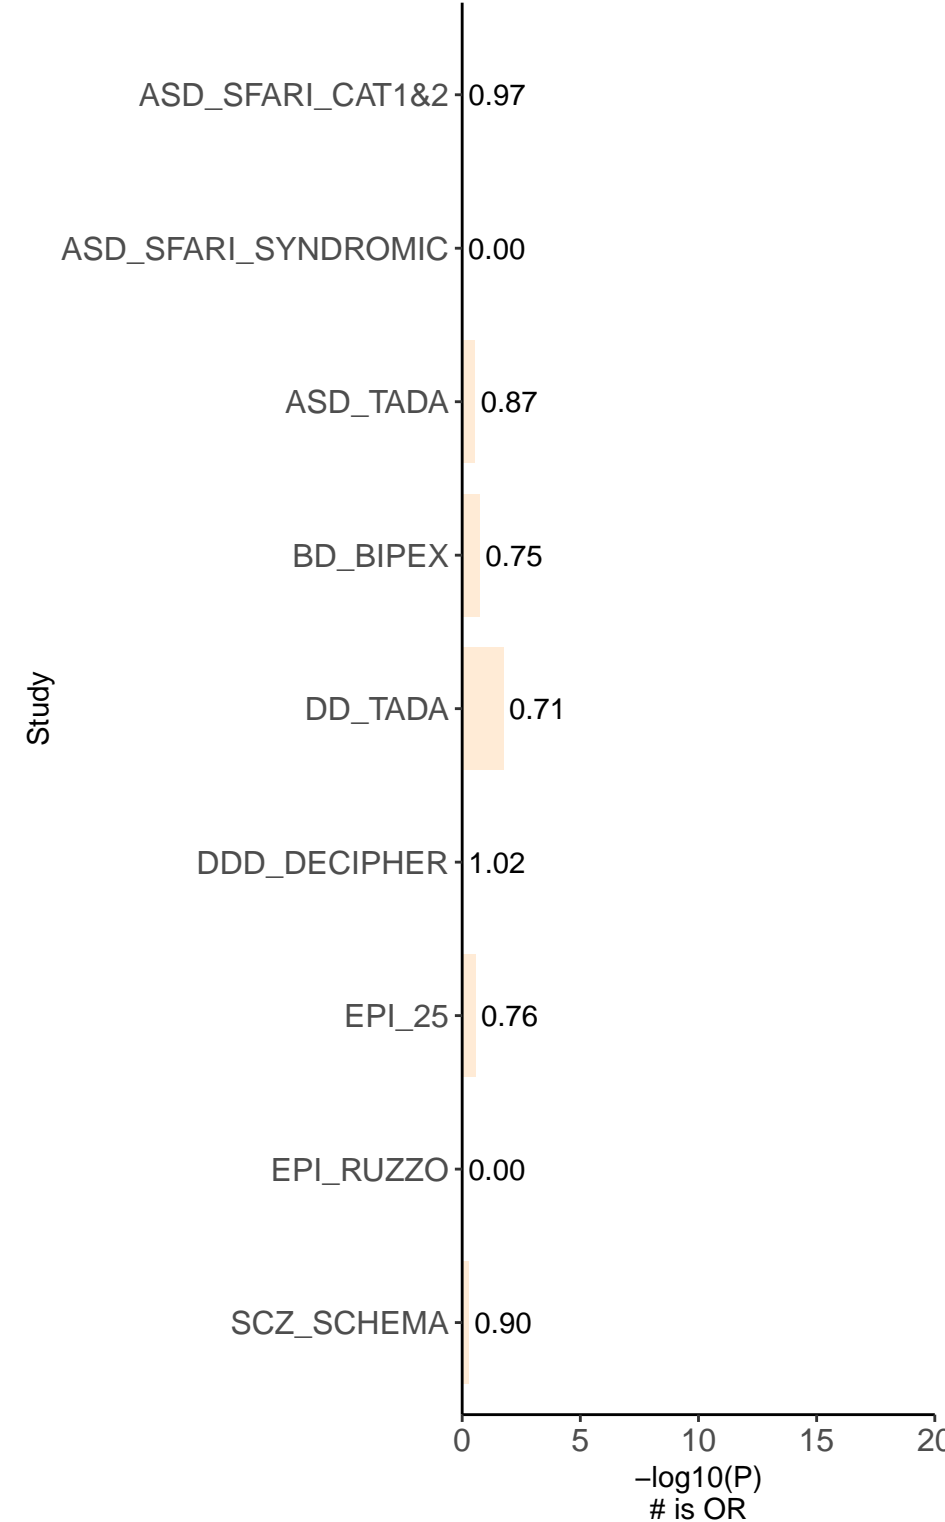 ASD_SFARI_CAT1&2 0.97
ASD_SFARI_SYNDROMIC 0.00
ASD_TADA 0.87
BD_BIPEX 0.75
Study
DD_TADA 0.71
DDD_DECIPHER 1.02
EPI_25 0.76
EPI_RUZZO 0.00
SCZ_SCHEMA 0.90
0 5 10 15 20
−log10(P)
# is OR